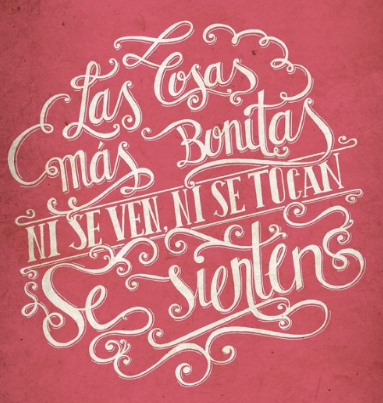 Las Cosas
más Bonitas
NI SE VEN, NI SE TOCAN
Se sienten